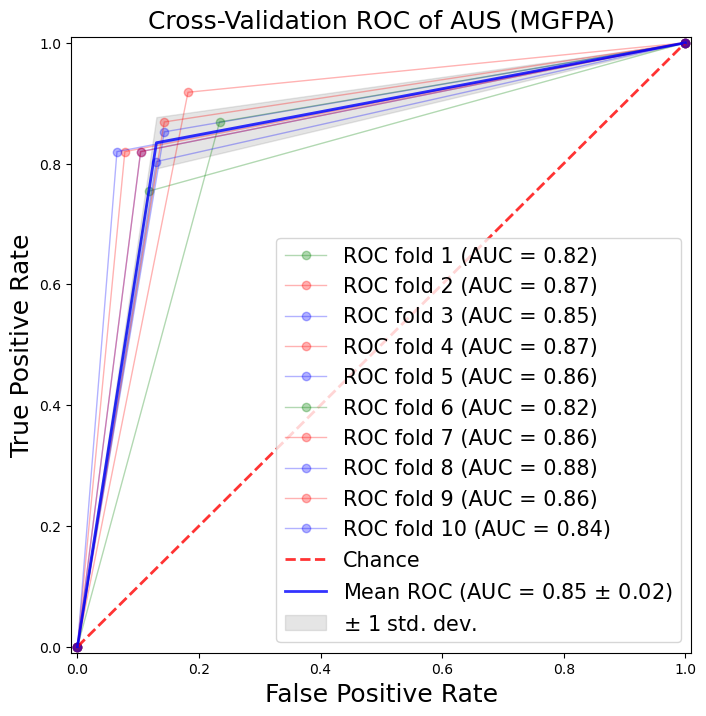 Cross-Validation ROC of AUS (MGFPA)
1.0
0.8
0.6
0.4
0.2
0.0
True Positive Rate
ROC fold 1 (AUC = 0.82)
ROC fold 2 (AUC = 0.87)
ROC fold 3 (AUC = 0.85)
ROC fold 4 (AUC = 0.87)
ROC fold 5 (AUC = 0.86)
ROC fold 6 (AUC = 0.82)
ROC fold 7 (AUC = 0.86)
ROC fold 8 (AUC = 0.88)
ROC fold 9 (AUC = 0.86)
ROC fold 10 (AUC = 0.84)
Chance
Mean ROC (AUC = 0.85 ± 0.02)
± 1 std. dev.
0.0 0.2 0.4 0.6 0.8 1.0
False Positive Rate